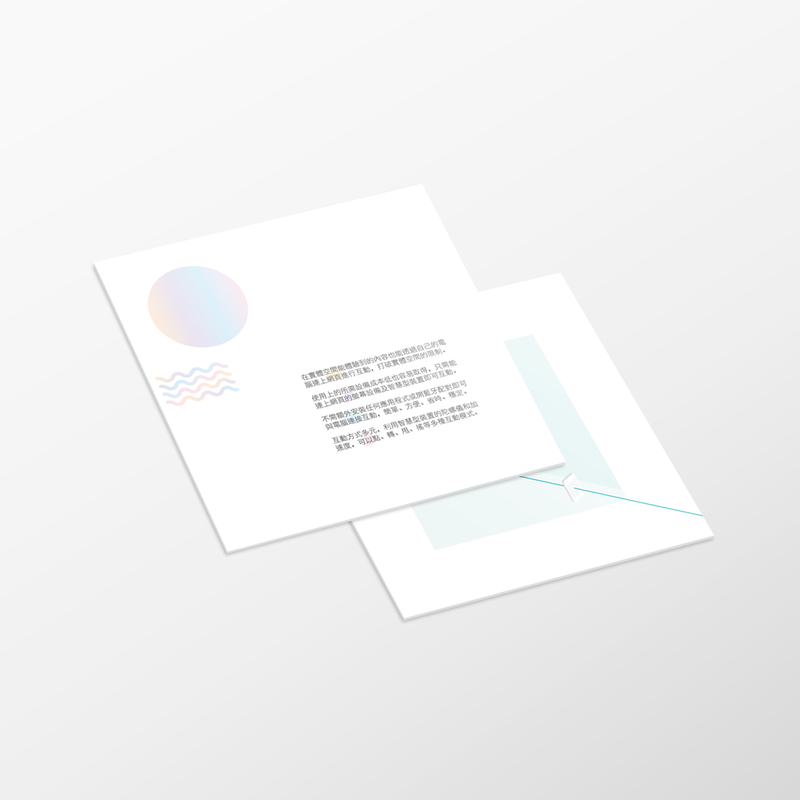 在實體空間能體驗到的內容也能透過自己的電
腦連上網頁進行互動，打破實體空間的限制。
使用上的所需設備成本低也容易取得，只需能
連上網頁的螢幕設備及智慧型裝置即可互動。
不需額外安裝任何應用程式或開藍牙配對即可
與電腦連接互動，簡單、方便、省時、穩定。
互動方式多元，利用智慧型裝置的陀螺儀和加
速度，可以點、轉、甩、搖等多種互動模式。